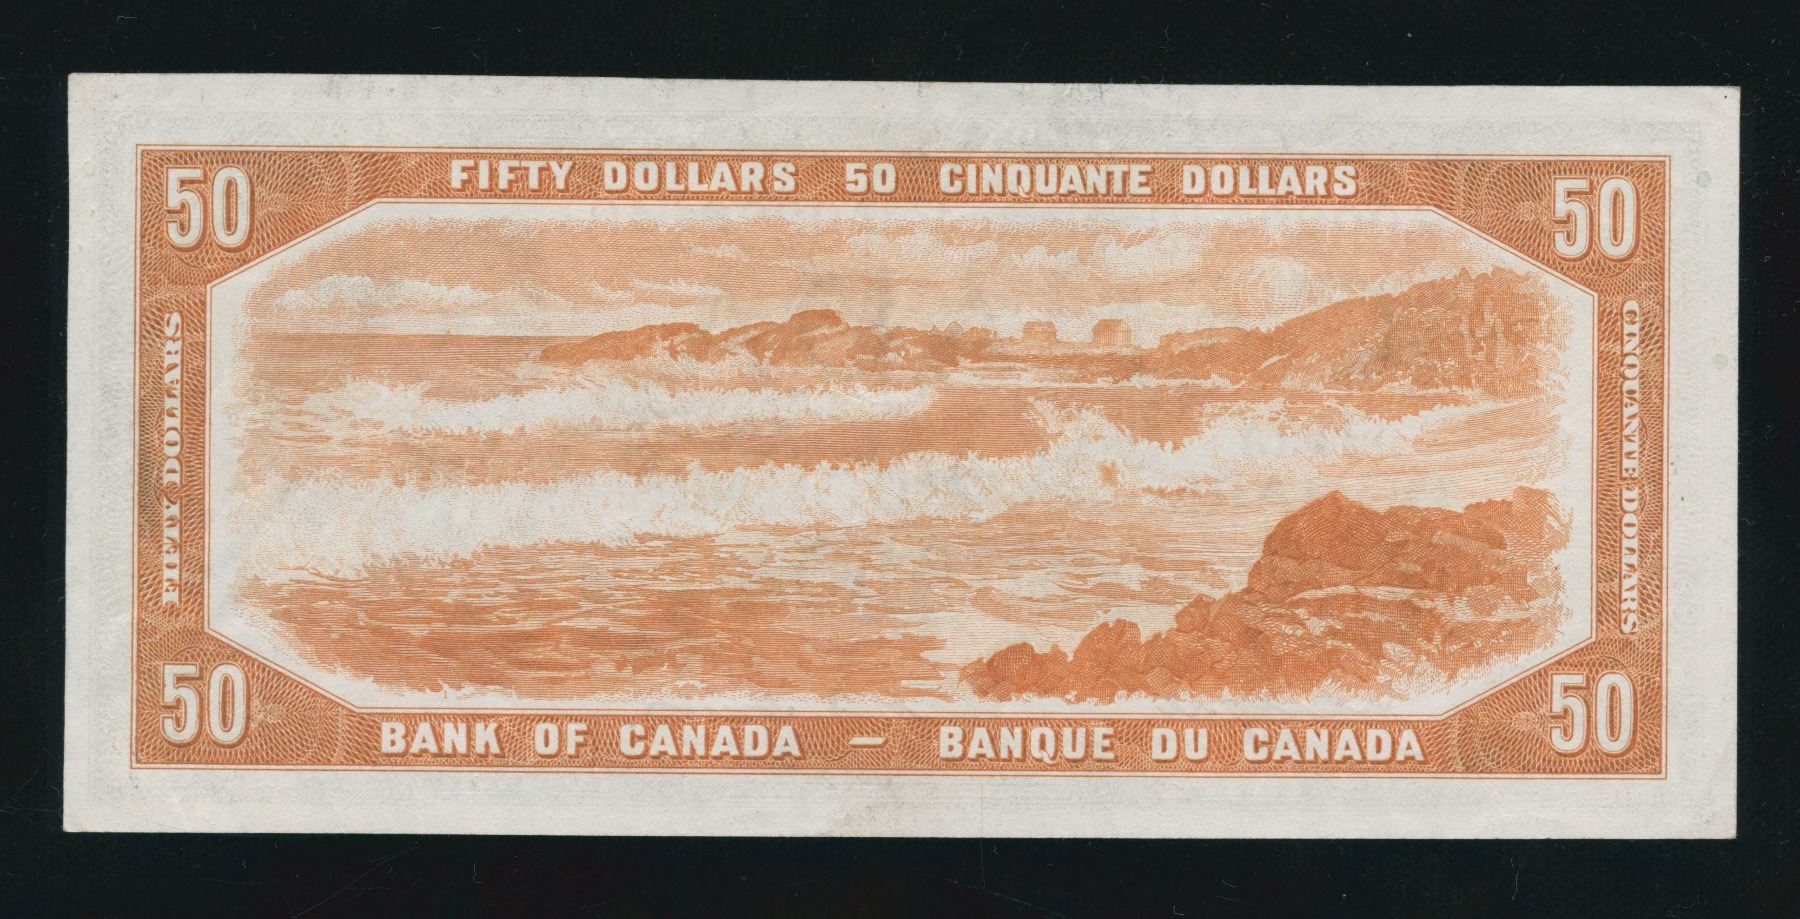 FIFTY DOLLARS 50 CINQUANTE DOLLARS
50
50
FIFTY DOLLARS
CINQUANTE DOLLARS
50
50
BANK OF CANADA – BANQUE DU CANADA